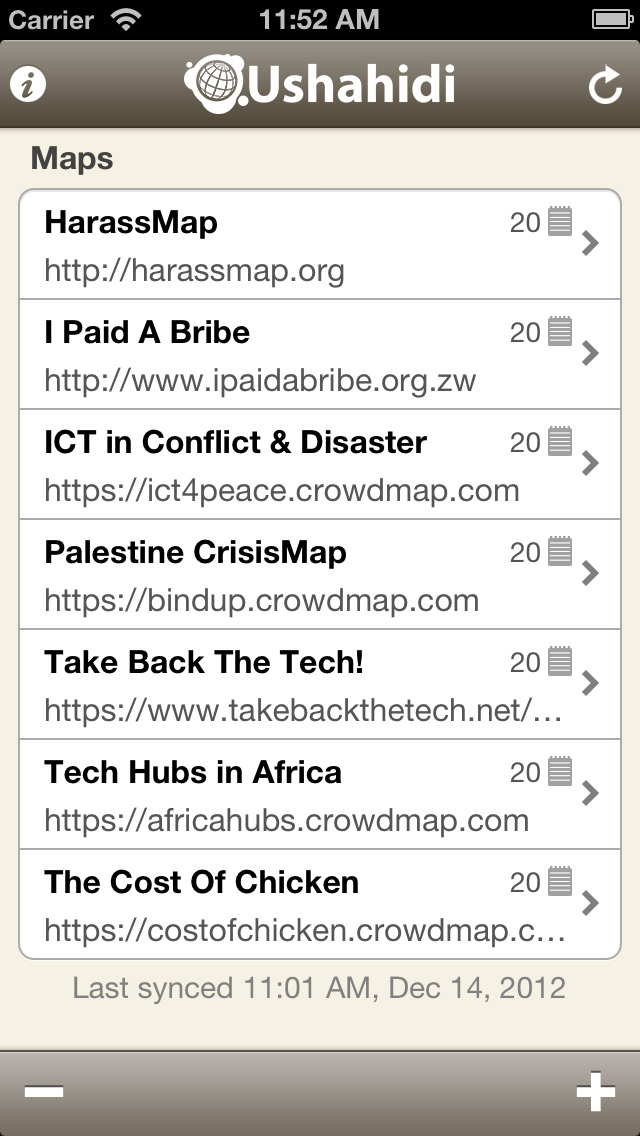 Carrier 11:52 AM
Ushahidi
Maps
HarassMap 20
http://harassmap.org
I Paid A Bribe 20
http://www.ipaidabribe.org.zw
ICT in Conflict & Disaster 20
https://ict4peace.crowdmap.com
Palestine CrisisMap 20
https://bindup.crowdmap.com
Take Back The Tech! 20
https://www.takebackthetech.net/…
Tech Hubs in Africa 20
https://africahubs.crowdmap.com
The Cost Of Chicken 20
https://costofchicken.crowdmap.c…
Last synced 11:01 AM, Dec 14, 2012